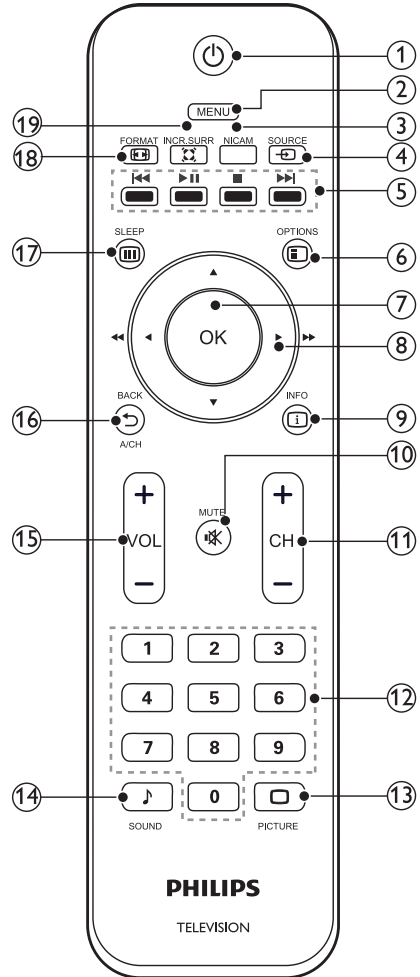 1
MENU
2
19
3
FORMAT INCR.SURR NICAM SOURCE
18
4
5
SLEEP
OPTIONS
17
6
7
OK
8
BACK
INFO
16
i
9
A/CH
10
+
MUTE
+
15
VOL
CH
11
–
–
1 2 3
4 5 6
12
7 8 9
14
0
13
SOUND
PICTURE
PHILIPS
TELEVISION